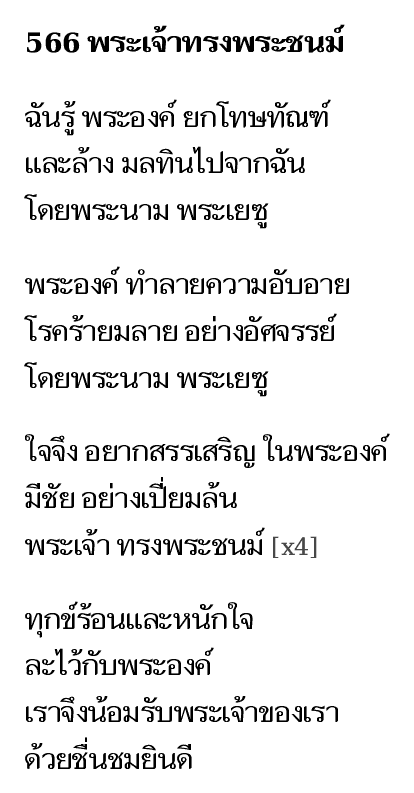 566 พระเจ้าทรงพระชนม์
ฉันรู้ พระองค์ ยกโทษทัณฑ์
และล้าง มลทินไปจากฉัน
โดยพระนาม พระเยซู
พระองค์ ทำลายความอับอาย
โรคร้ายมลาย อย่างอัศจรรย์
โดยพระนาม พระเยซู
ใจจึง อยากสรรเสริญ ในพระองค์
มีชัย อย่างเปี่ยมล้น
พระเจ้า ทรงพระชนม์ [x4]
ทุกข์ร้อนและหนักใจ
ละไว้กับพระองค์
เราจึงน้อมรับพระเจ้าของเรา
ด้วยชื่นชมยินดี